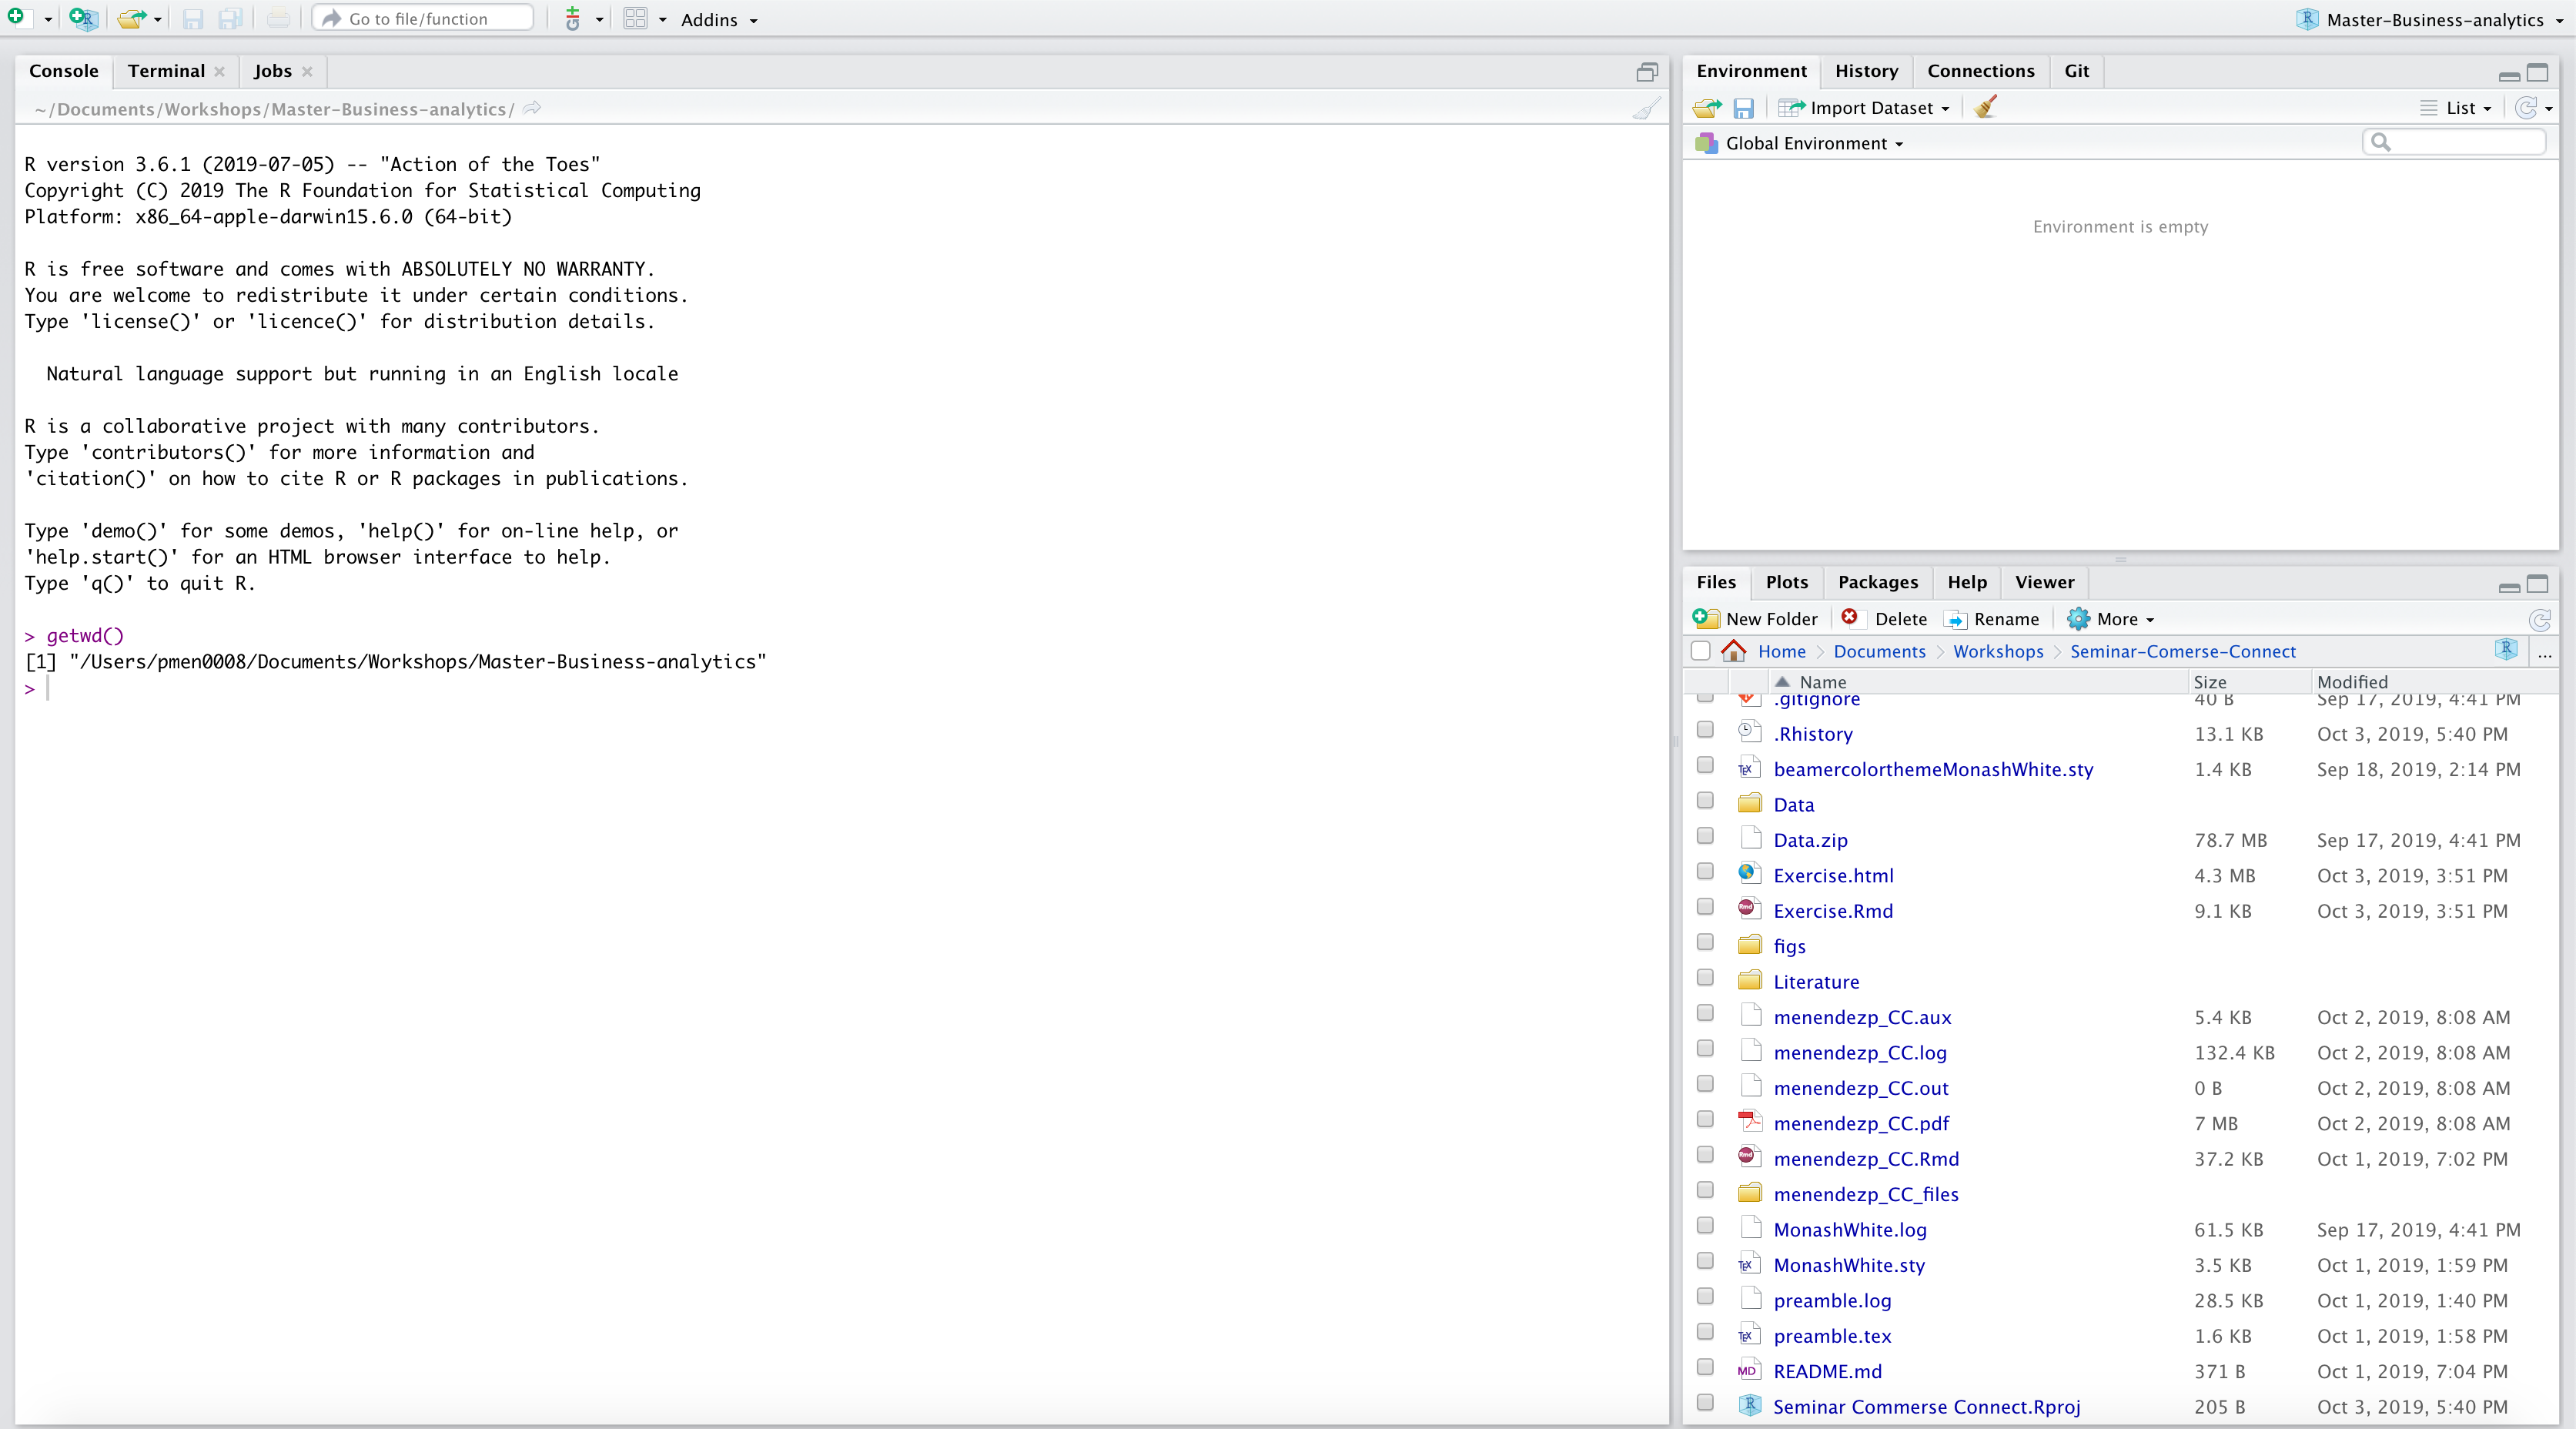 Go to file/function
Addins
Master-Business-analytics
Console Terminal Jobs
~/Documents/Workshops/Master-Business-analytics/
R version 3.6.1 (2019-07-05) -- "Action of the Toes"
Copyright (C) 2019 The R Foundation for Statistical Computing
Platform: x86_64-apple-darwin15.6.0 (64-bit)
R is free software and comes with ABSOLUTELY NO WARRANTY.
You are welcome to redistribute it under certain conditions.
Type 'license()' or 'licence()' for distribution details.
Natural language support but running in an English locale
R is a collaborative project with many contributors.
Type 'contributors()' for more information and
'citation()' on how to cite R or R packages in publications.
Type 'demo()' for some demos, 'help()' for on-line help, or
'help.start()' for an HTML browser interface to help.
Type 'q()' to quit R.
> getwd()
[1] "/Users/pmen0008/Documents/Workshops/Master-Business-analytics"
>
Environment History Connections Git
Import Dataset List
Global Environment
Environment is empty
Files Plots Packages Help Viewer
New Folder Delete Rename More
Home Documents Workshops Seminar-Comerse-Connect ...
Name Size Modified
.gitignore 40 B Sep 17, 2019, 4:41 PM
.Rhistory 13.1 KB Oct 3, 2019, 5:40 PM
beamercolorthemeMonashWhite.sty 1.4 KB Sep 18, 2019, 2:14 PM
Data
Data.zip 78.7 MB Sep 17, 2019, 4:41 PM
Exercise.html 4.3 MB Oct 3, 2019, 3:51 PM
Exercise.Rmd 9.1 KB Oct 3, 2019, 3:51 PM
figs
Literature
menendezp_CC.aux 5.4 KB Oct 2, 2019, 8:08 AM
menendezp_CC.log 132.4 KB Oct 2, 2019, 8:08 AM
menendezp_CC.out 0 B Oct 2, 2019, 8:08 AM
menendezp_CC.pdf 7 MB Oct 2, 2019, 8:08 AM
menendezp_CC.Rmd 37.2 KB Oct 1, 2019, 7:02 PM
menendezp_CC_files
MonashWhite.log 61.5 KB Sep 17, 2019, 4:41 PM
MonashWhite.sty 3.5 KB Oct 1, 2019, 1:59 PM
preamble.log 28.5 KB Oct 1, 2019, 1:40 PM
preamble.tex 1.6 KB Oct 1, 2019, 1:58 PM
README.md 371 B Oct 1, 2019, 7:04 PM
Seminar Commerse Connect.Rproj 205 B Oct 3, 2019, 5:40 PM